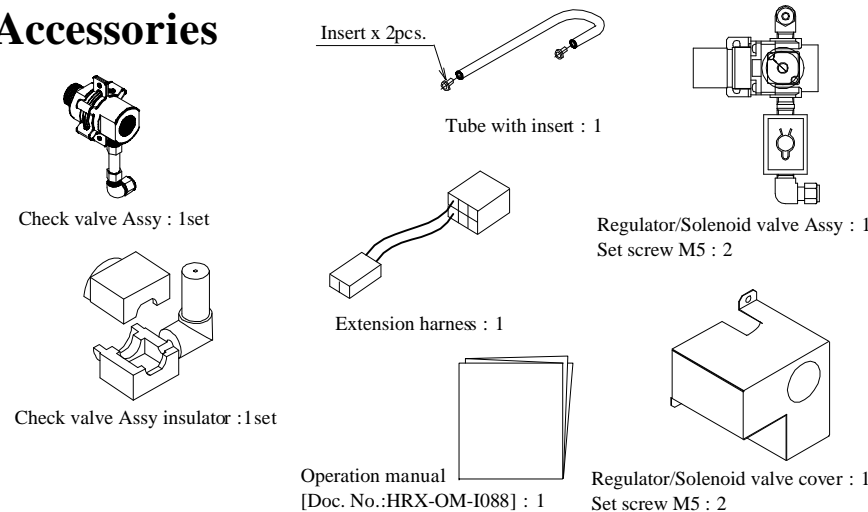 Accessories
Insert x 2pcs.
Tube with insert : 1
Check valve Assy : 1set
Regulator/Solenoid valve Assy : 1
Set screw M5 : 2
Extension harness : 1
Check valve Assy insulator :1set
Operation manual
[Doc. No.:HRX-OM-I088] : 1
Regulator/Solenoid valve cover : 1
Set screw M5 : 2